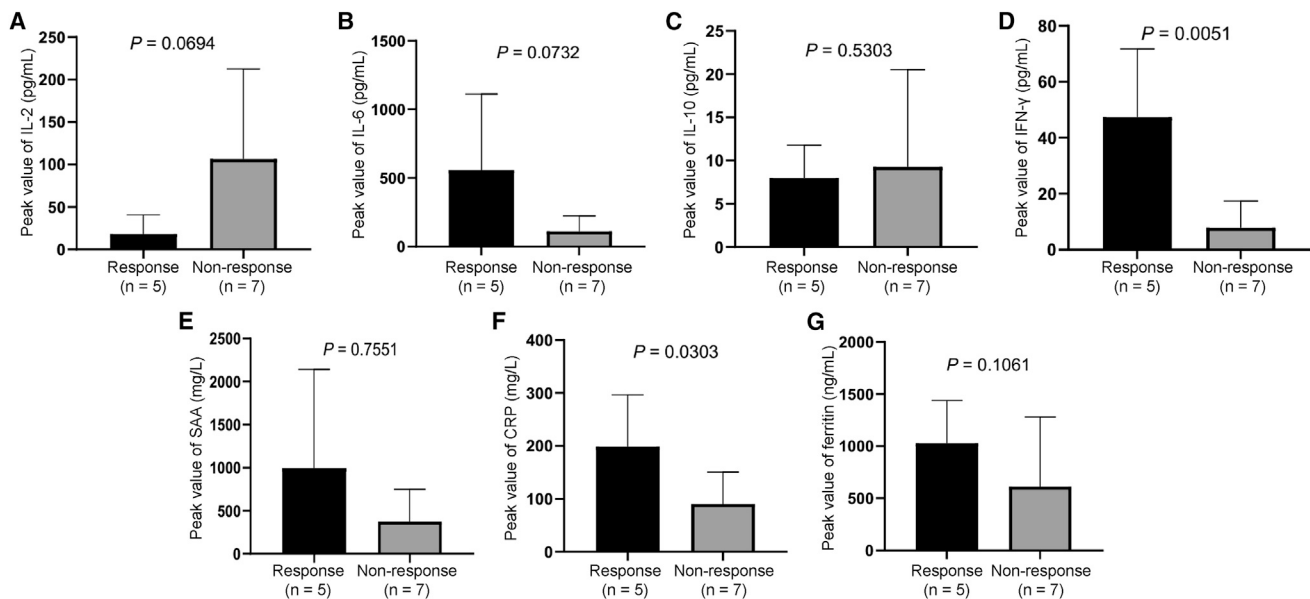 A
Peak value of IL-2 (pg/mL)
250
200
150
100
50
0
P = 0.0694
Response
(n = 5)
Non-response
(n = 7)
B
Peak value of IL-6 (pg/mL)
1500
1000
500
0
P = 0.0732
Response
(n = 5)
Non-response
(n = 7)
C
Peak value of IL-10 (pg/mL)
25
20
15
10
5
0
P = 0.5303
Response
(n = 5)
Non-response
(n = 7)
D
Peak value of IFN-γ (pg/mL)
80
60
40
20
0
P = 0.0051
Response
(n = 5)
Non-response
(n = 7)
E
Peak value of SAA (mg/L)
2500
2000
1500
1000
500
0
P = 0.7551
Response
(n = 5)
Non-response
(n = 7)
F
Peak value of CRP (mg/L)
400
300
200
100
0
P = 0.0303
Response
(n = 5)
Non-response
(n = 7)
G
Peak value of ferritin (ng/mL)
2000
1500
1000
500
0
P = 0.1061
Response
(n = 5)
Non-response
(n = 7)